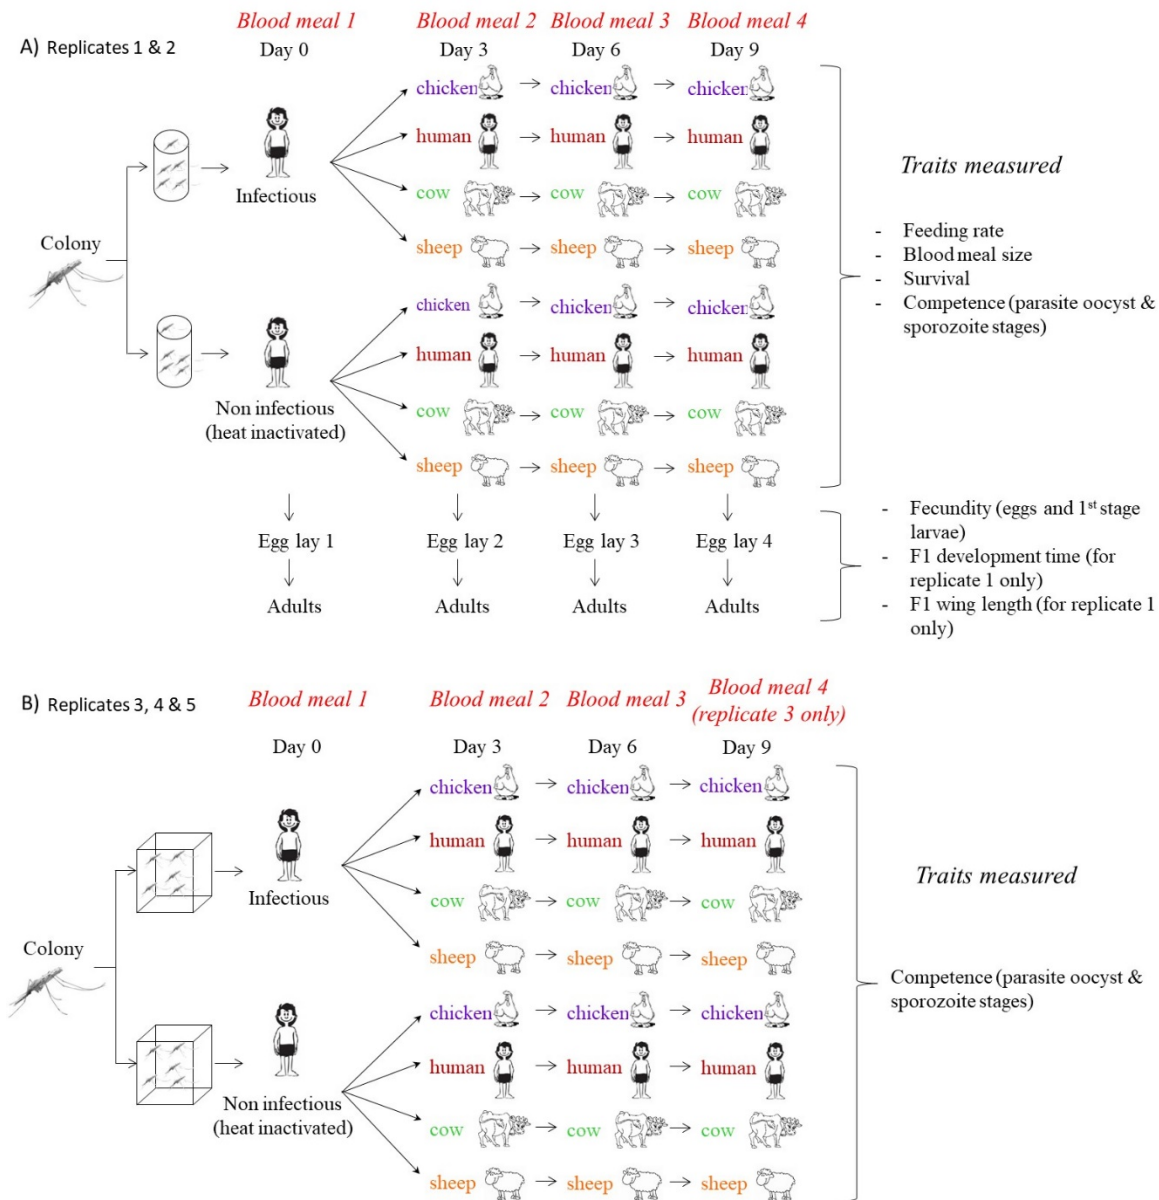 Blood meal 1 Blood meal 2 Blood meal 3 Blood meal 4
A) Replicates 1 & 2 Day 0 Day 3 Day 6 Day 9
chicken chicken chicken
human human human
Infectious
cow cow cow
sheep sheep sheep
Colony
chicken chicken chicken
human human human
Non infectious
(heat inactivated)
cow cow cow
sheep sheep sheep
Egg lay 1 Egg lay 2 Egg lay 3 Egg lay 4
Adults Adults Adults Adults
Traits measured
- Feeding rate
- Blood meal size
- Survival
- Competence (parasite oocyst &
sporozoite stages)
- Fecundity (eggs and 1st stage
larvae)
- F1 development time (for
replicate 1 only)
- F1 wing length (for replicate 1
only)
B) Replicates 3, 4 & 5 Blood meal 1 Blood meal 2 Blood meal 3 Blood meal 4
(replicate 3 only)
Day 0 Day 3 Day 6 Day 9
chicken chicken chicken
human human human
Infectious
cow cow cow
sheep sheep sheep
Colony
chicken chicken chicken
human human human
Non infectious
(heat inactivated)
cow cow cow
sheep sheep sheep
Traits measured
Competence (parasite oocyst &
sporozoite stages)